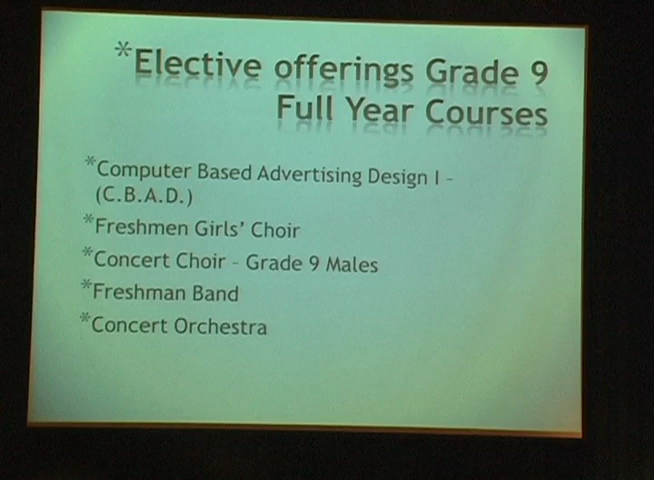 *Elective offerings Grade 9
Full Year Courses
*Computer Based Advertising Design I -
(C.B.A.D.)
*Freshmen Girls' Choir
*Concert Choir - Grade 9 Males
*Freshman Band
*Concert Orchestra